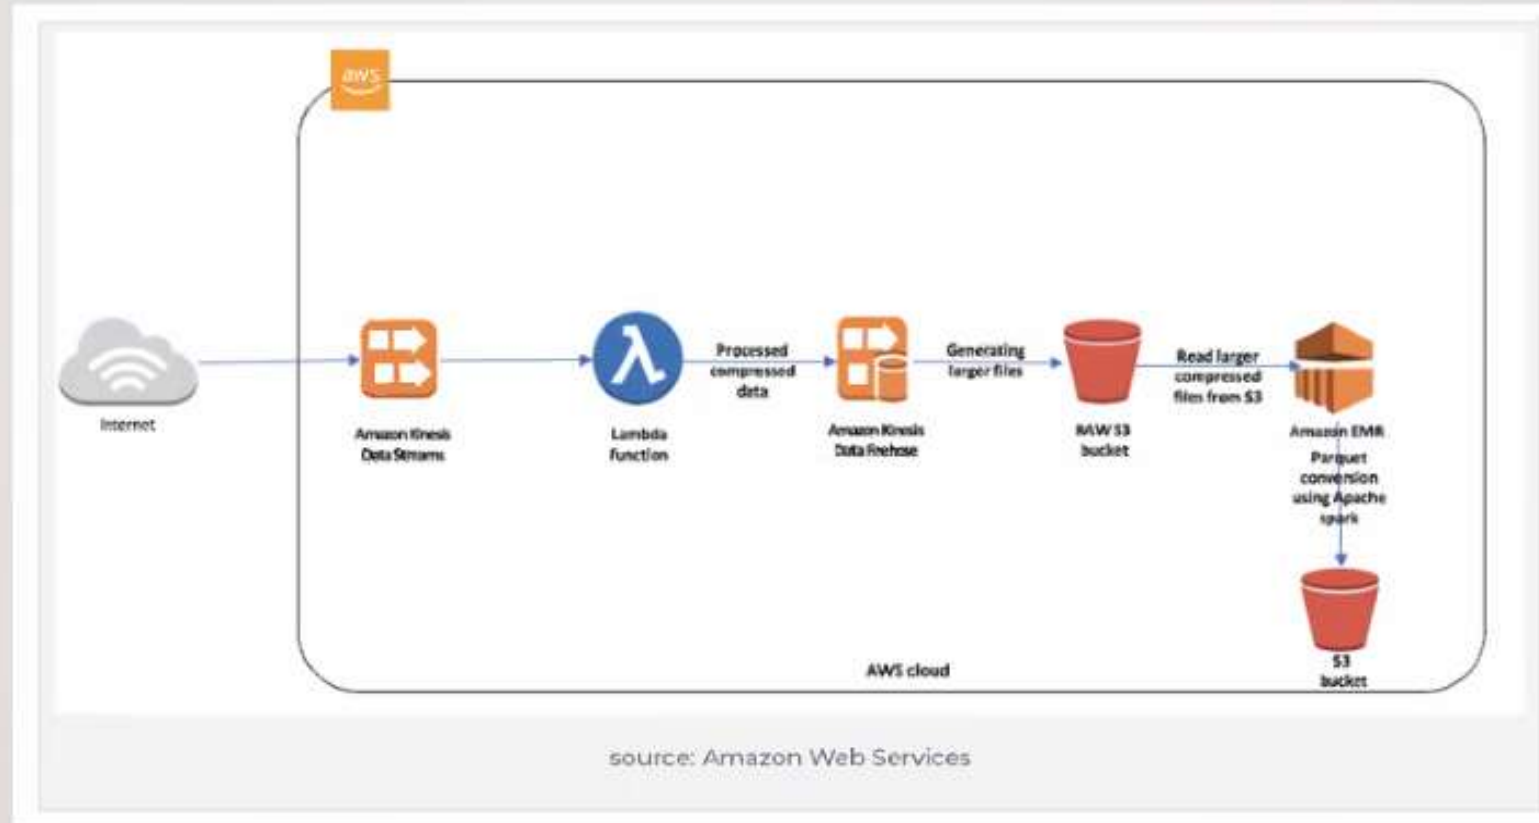 aws
Internet
Amazon Kinesis
Data Streams
Lambda
Function
Processed
compressed
data
Amazon Kinesis
Data Firehose
Generating
larger files
RAW S3
bucket
Read larger
compressed
files from S3
Amazon EMR
Parquet
conversion
using Apache
spark
S3
bucket
AWS cloud
source: Amazon Web Services